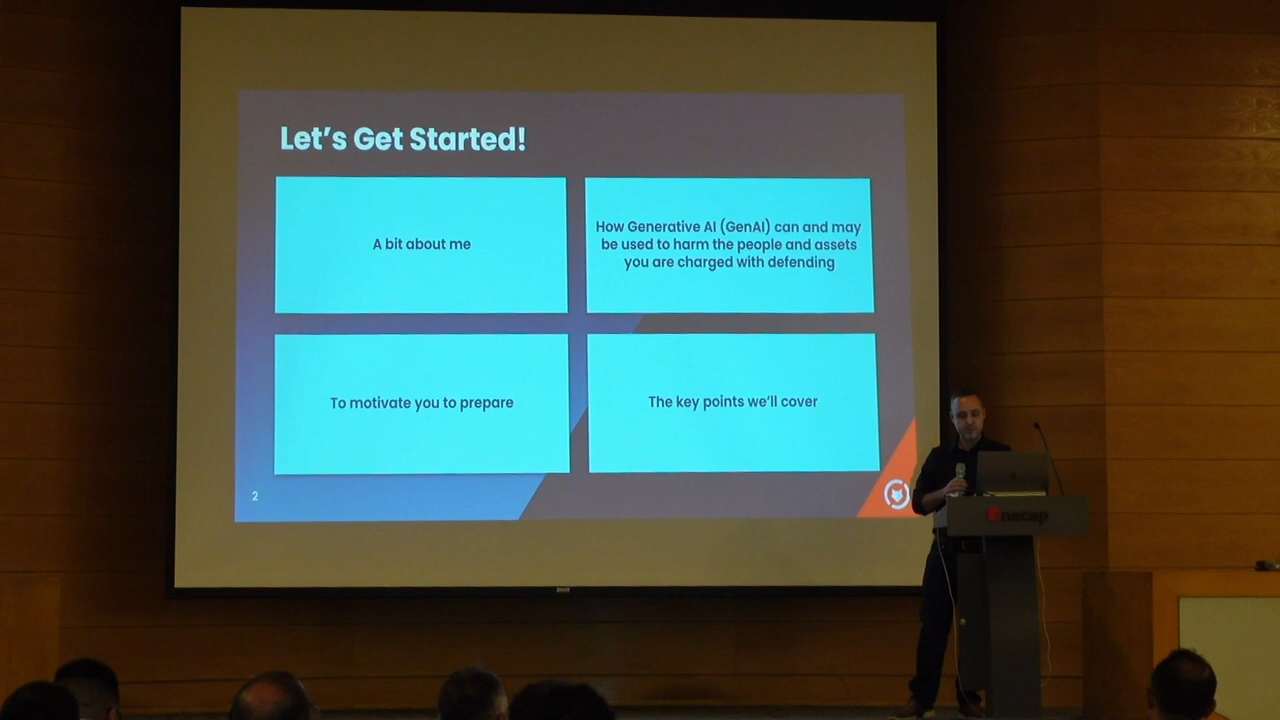 Let's Get Started!
A bit about me
How Generative AI (GenAI) can and may
be used to harm the people and assets
you are charged with defending
To motivate you to prepare
The key points we'll cover
2
inacap